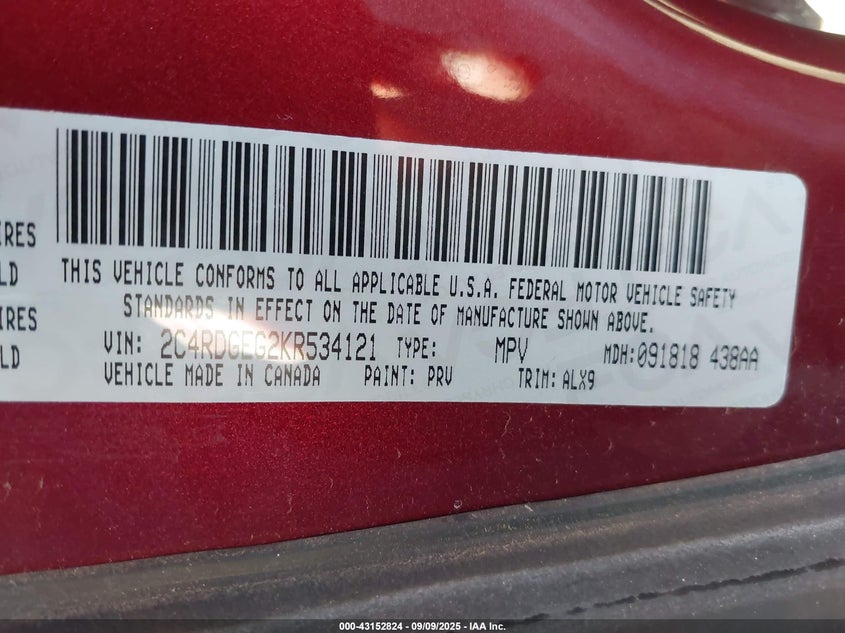 IRES
LD
IRES
LD
THIS VEHICLE CONFORMS TO ALL APPLICABLE U.S.A. FEDERAL MOTOR VEHICLE SAFETY
STANDARDS IN EFFECT ON THE DATE OF MANUFACTURE SHOWN ABOVE.
VIN: 2C4RDGEG2KR534121 TYPE: MPV MDH:091818 438AA
VEHICLE MADE IN CANADA PAINT: PRV TRIM: ALX9
000-43152824 - 09/09/2025 - IAA Inc.